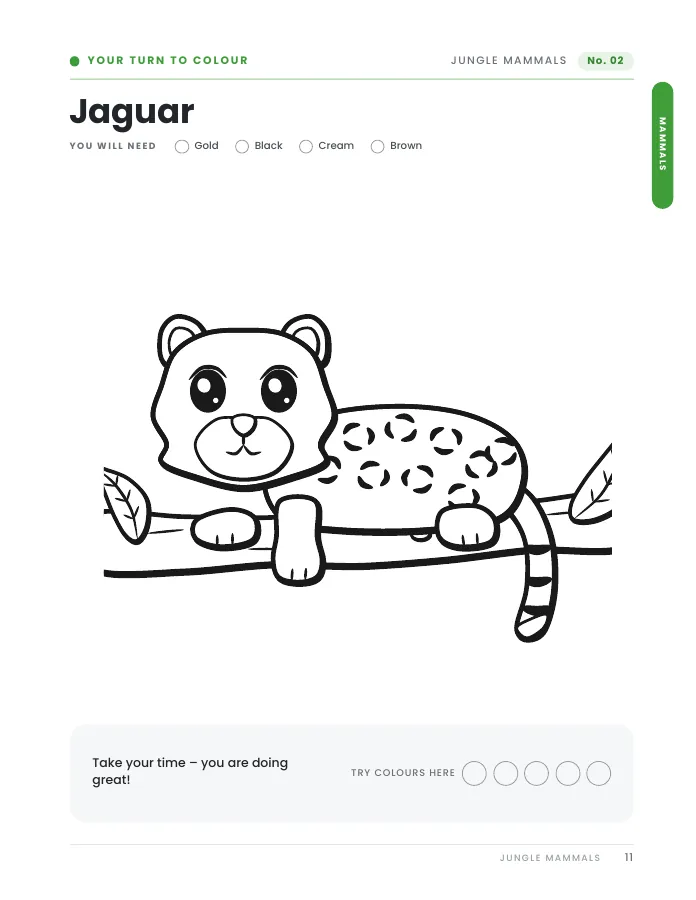 YOUR TURN TO COLOUR
JUNGLE MAMMALS No. 02
MAMMALS
Jaguar
YOU WILL NEED Gold Black Cream Brown
Take your time – you are doing
great!
TRY COLOURS HERE
JUNGLE MAMMALS 11